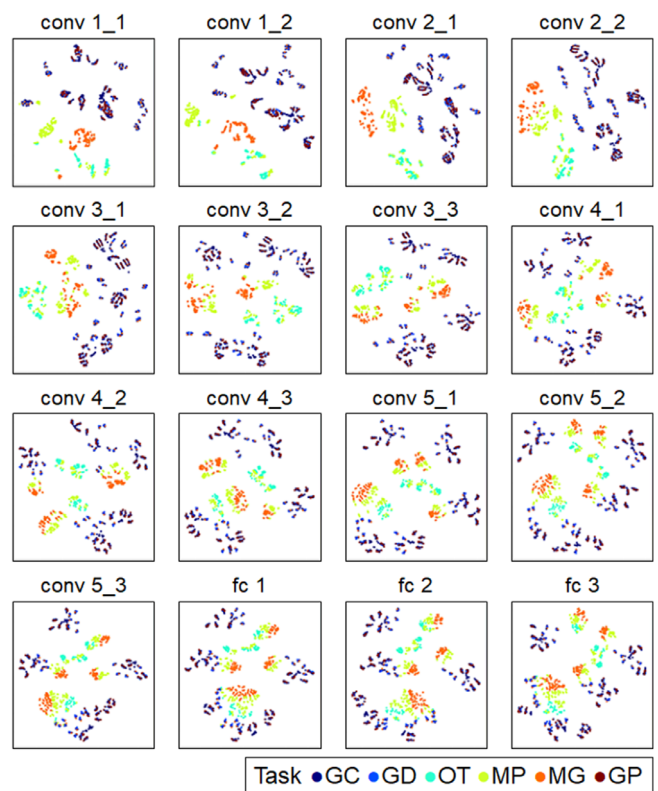 conv 1_1 conv 1_2 conv 2_1 conv 2_2
conv 3_1 conv 3_2 conv 3_3 conv 4_1
conv 4_2 conv 4_3 conv 5_1 conv 5_2
conv 5_3 fc 1 fc 2 fc 3
Task GC GD OT MP MG GP